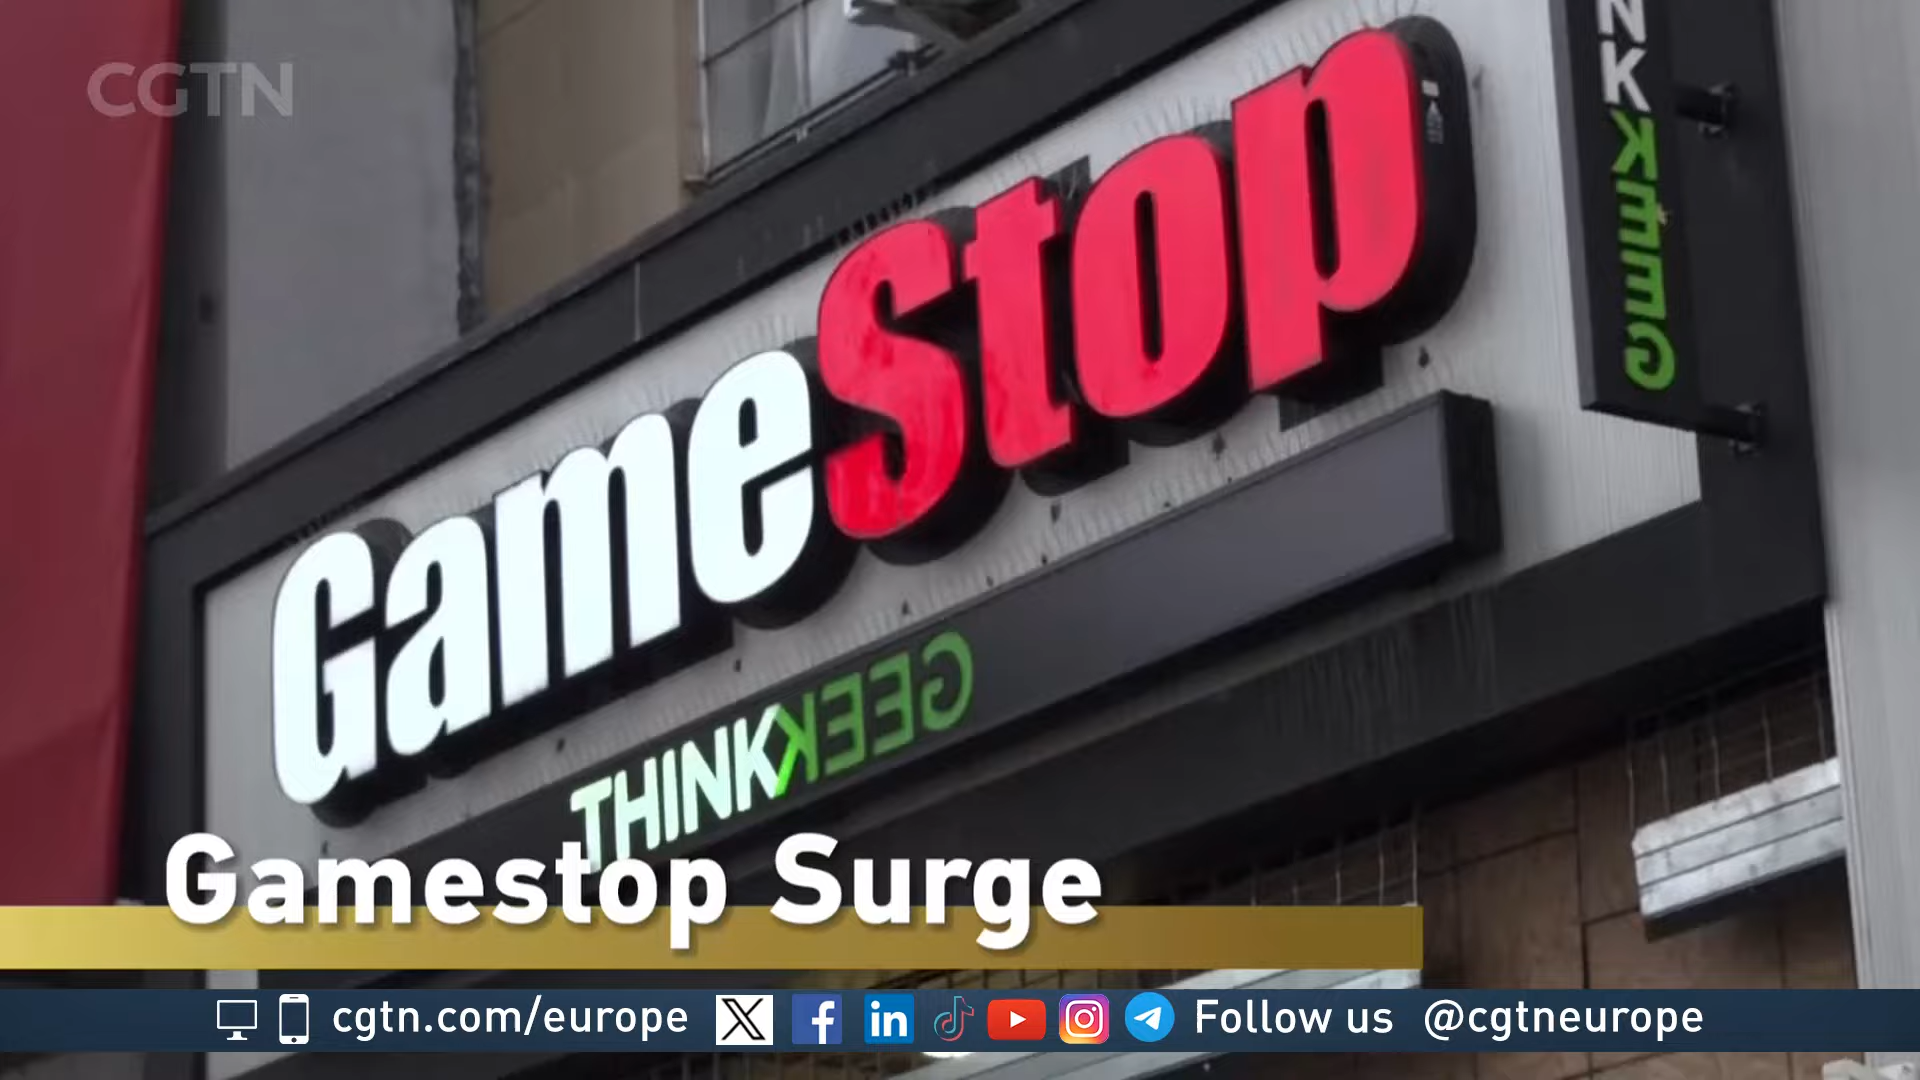 CGTN
GameStop
NK
GEEK
THINKGEEK
Gamestop Surge
cgtn.com/europe
Follow us @cgtneurope